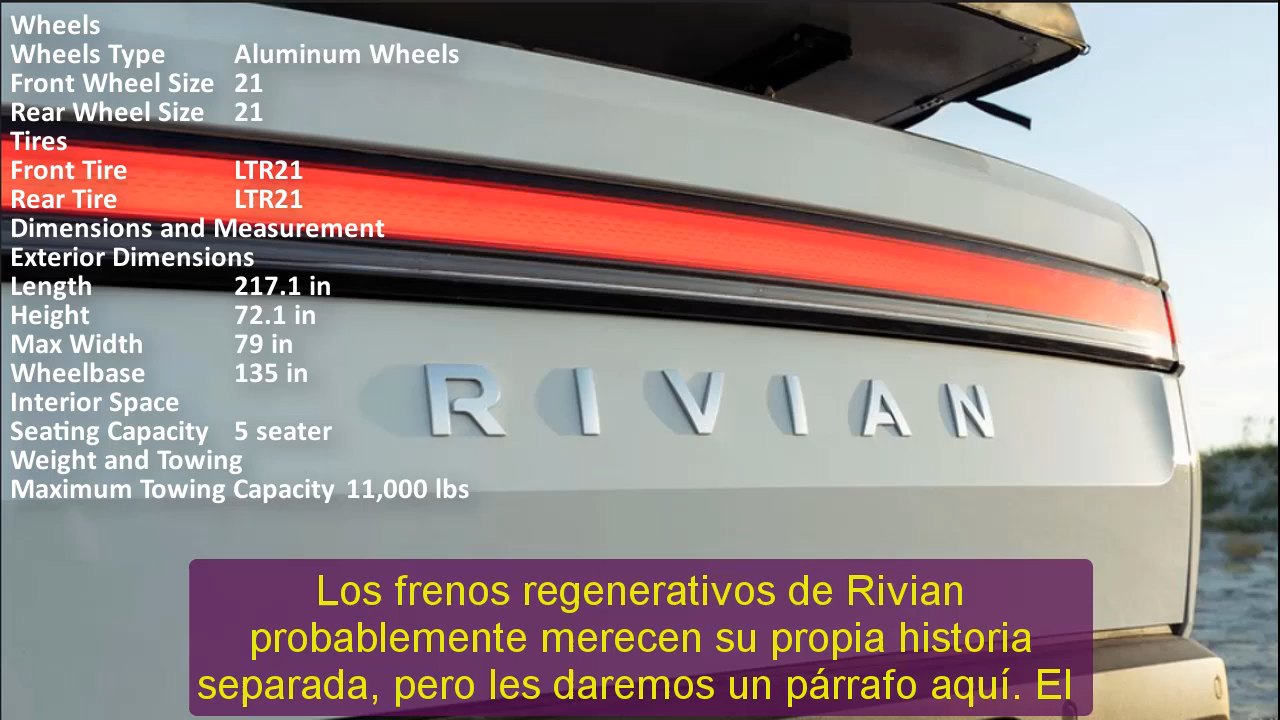 Wheels
Wheels Type Aluminum Wheels
Front Wheel Size 21
Rear Wheel Size 21
Tires
Front Tire LTR21
Rear Tire LTR21
Dimensions and Measurement
Exterior Dimensions
Length 217.1 in
Height 72.1 in
Max Width 79 in
Wheelbase 135 in
Interior Space
Seating Capacity 5 seater
Weight and Towing
Maximum Towing Capacity 11,000 lbs
RIVIAN
Los frenos regenerativos de Rivian
probablemente merecen su propia historia
separada, pero les daremos un párrafo aquí. El